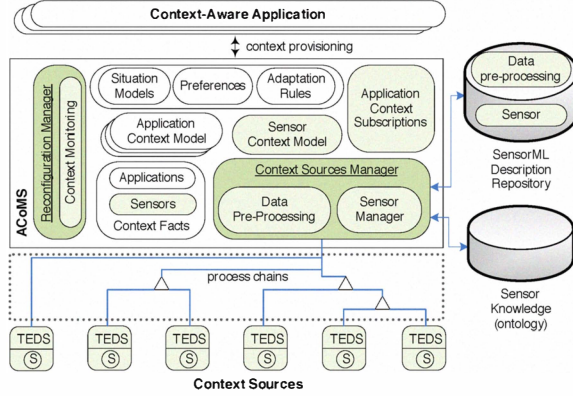 Context-Aware Application
context provisioning
ACoMS
Reconfiguration Manager
Context Monitoring
Situation
Models
Preferences
Adaptation
Rules
Application
Context
Subscriptions
Application
Context Model
Sensor
Context Model
Applications
Sensors
Context Facts
Context Sources Manager
Data
Pre-Processing
Sensor
Manager
Data
pre-processing
Sensor
SensorML
Description
Repository
Sensor
Knowledge
(ontology)
process chains
TEDS
S
TEDS
S
TEDS
S
TEDS
S
TEDS
S
TEDS
S
Context Sources